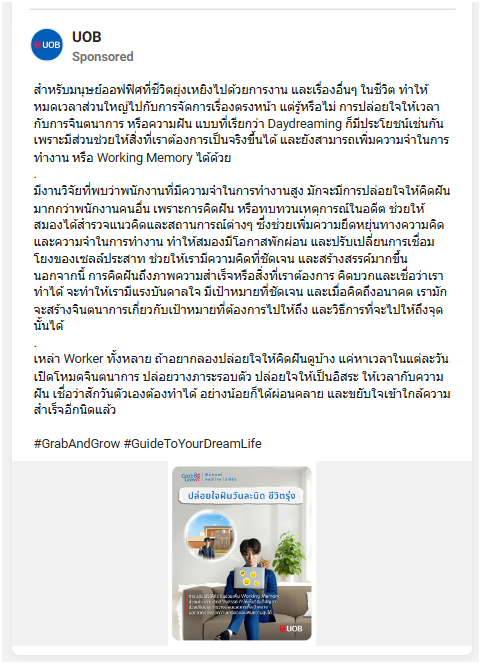 UOB
UOB
Sponsored
สำหรับมนุษย์ออฟฟิศที่ชีวิตยุ่งเหยิงไปด้วยการงาน และเรื่องอื่นๆ ในชีวิต ทำให้
หมดเวลาส่วนใหญ่ไปกับการจัดการเรื่องตรงหน้า แต่รู้หรือไม่ การปล่อยใจให้เวลา
กับการจินตนาการ หรือความฝัน แบบที่เรียกว่า Daydreaming ก็มีประโยชน์เช่นกัน
เพราะมีส่วนช่วยให้สิ่งที่เราต้องการเป็นจริงขึ้นได้ และยังสามารถเพิ่มความจำในการ
ทำงาน หรือ Working Memory ได้ด้วย
.
มีงานวิจัยที่พบว่าพนักงานที่มีความจำในการทำงานสูง มักจะมีการปล่อยใจให้คิดฝัน
มากกว่าพนักงานคนอื่น เพราะการคิดฝัน หรือทบทวนเหตุการณ์ในอดีต ช่วยให้
สมองได้สำรวจแนวคิดและสถานการณ์ต่างๆ ซึ่งช่วยเพิ่มความยืดหยุ่นทางความคิด
และความจำในการทำงาน ทำให้สมองมีโอกาสพักผ่อน และปรับเปลี่ยนการเชื่อม
โยงของเซลล์ประสาท ช่วยให้เรามีความคิดที่ชัดเจน และสร้างสรรค์มากขึ้น
นอกจากนี้ การคิดฝันถึงภาพความสำเร็จหรือสิ่งที่เราต้องการ คิดบวกและเชื่อว่าเรา
ทำได้ จะทำให้เรามีแรงบันดาลใจ มีเป้าหมายที่ชัดเจน และเมื่อคิดถึงอนาคต เรามัก
จะสร้างจินตนาการเกี่ยวกับเป้าหมายที่ต้องการไปให้ถึง และวิธีการที่จะไปให้ถึงจุด
นั้นได้
.
เหล่า Worker ทั้งหลาย ถ้าอยากลองปล่อยใจให้คิดฝันดูบ้าง แค่หาเวลาในแต่ละวัน
เปิดโหมดจินตนาการ ปล่อยวางภาระรอบตัว ปล่อยใจให้เป็นอิสระ ให้เวลากับความ
ฝัน เชื่อว่าสักวันตัวเองต้องทำได้ อย่างน้อยก็ได้ผ่อนคลาย และขยับใจเข้าใกล้ความ
สำเร็จอีกนิดแล้ว
#GrabAndGrow #GuideToYourDreamLife
ปล่อยใจฝันวันละนิด ชีวิตรุ่ง
UOB